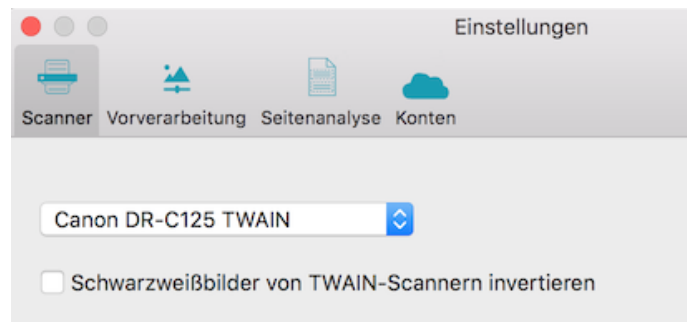 Einstellungen
Scanner Vorverarbeitung Seitenanalyse Konten
Canon DR-C125 TWAIN
Schwarzweißbilder von TWAIN-Scannern invertieren